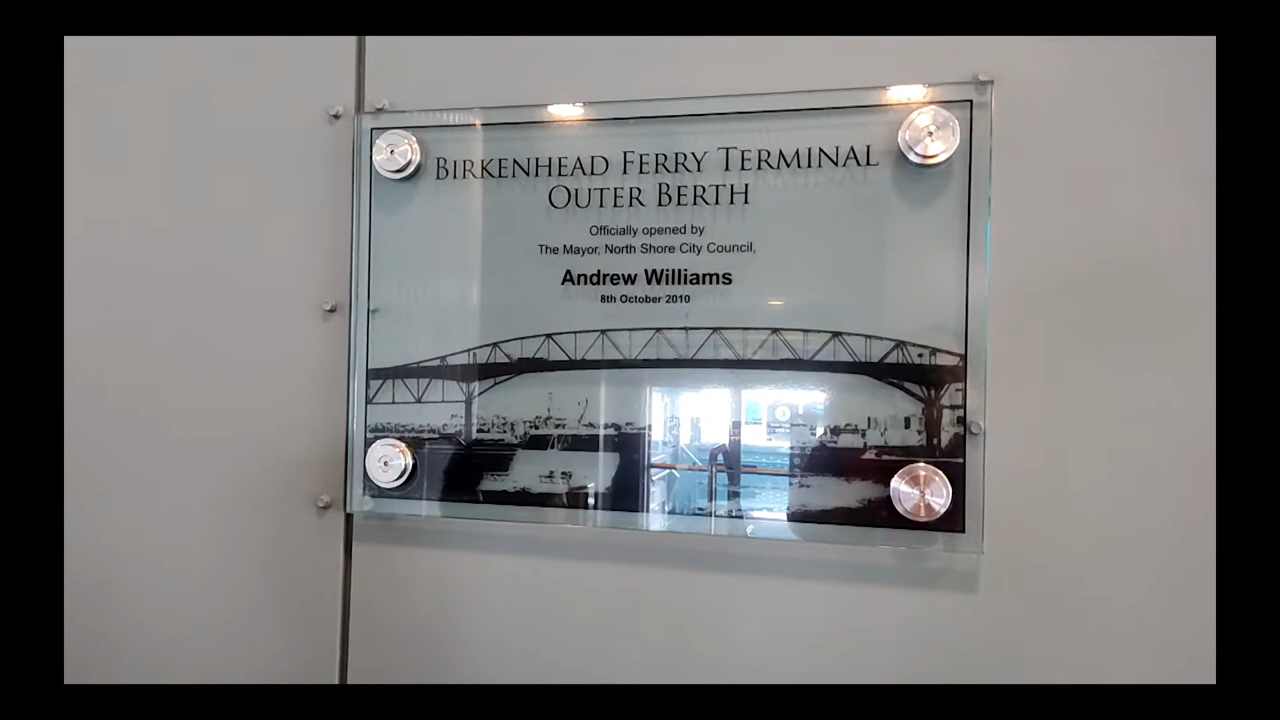 BIRKENHEAD FERRY TERMINAL
OUTER BERTH
Officially opened by
The Mayor, North Shore City Council,
Andrew Williams
8th October 2010